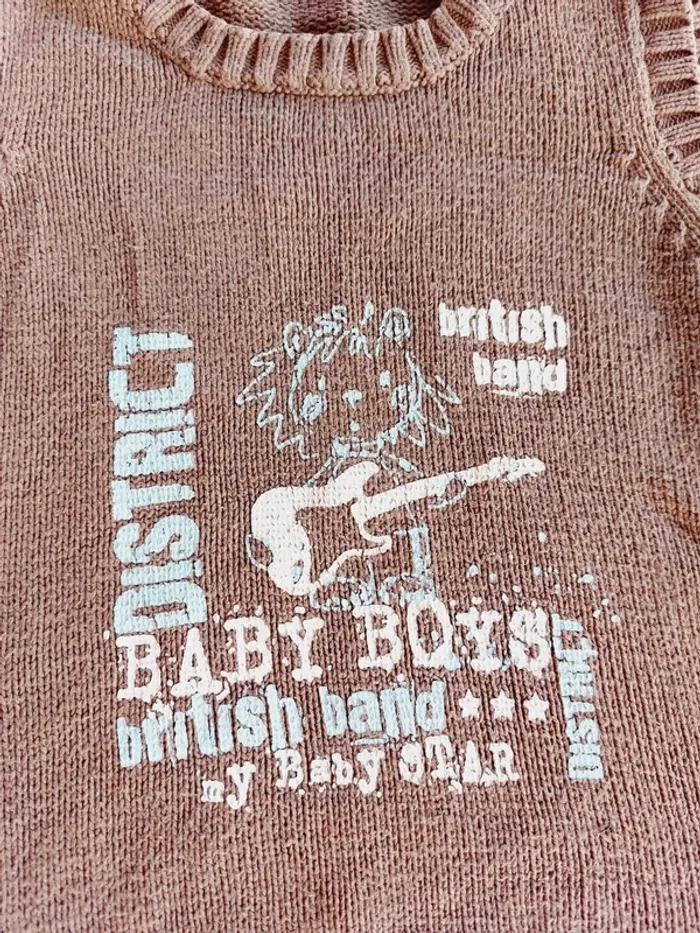 british
band
DISTRICT
BABY BOYS
british band
my Baby STAR
DISTRICT